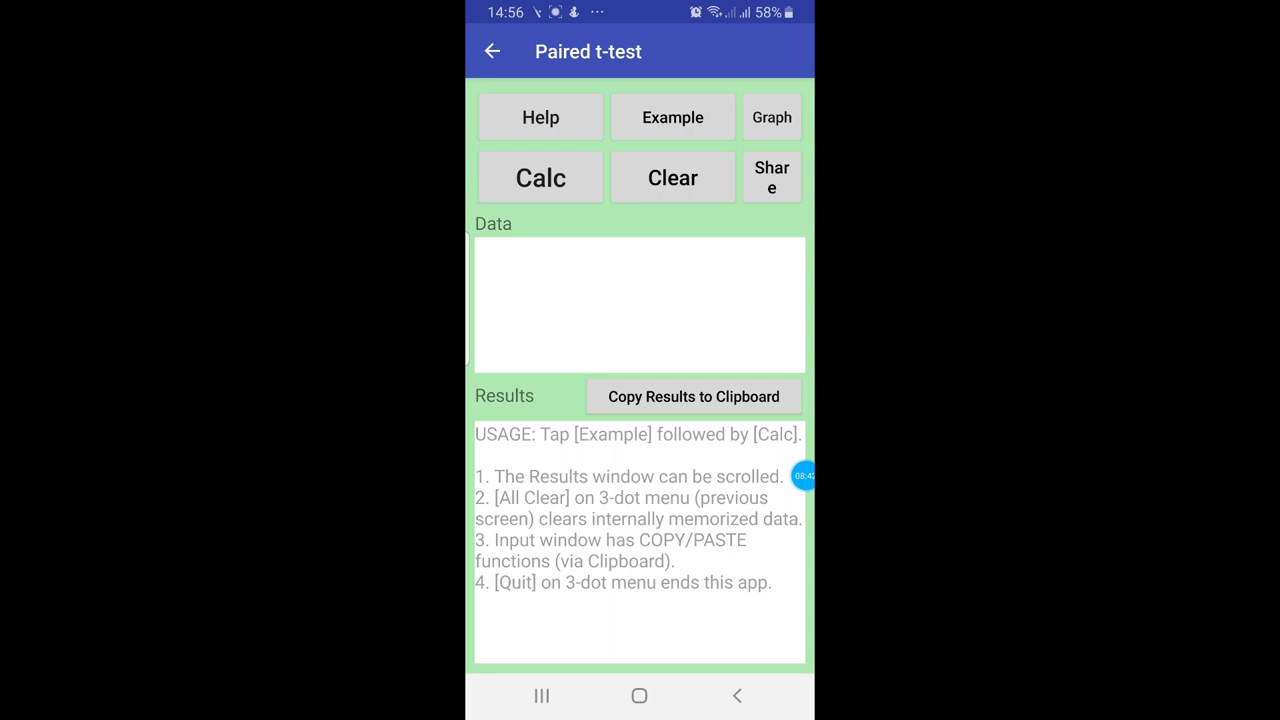 14:56 58%
Paired t-test
Help Example Graph
Calc Clear Shar
e
Data
Results Copy Results to Clipboard
USAGE: Tap [Example] followed by [Calc].
1. The Results window can be scrolled.
2. [All Clear] on 3-dot menu (previous
screen) clears internally memorized data.
3. Input window has COPY/PASTE
functions (via Clipboard).
4. [Quit] on 3-dot menu ends this app.